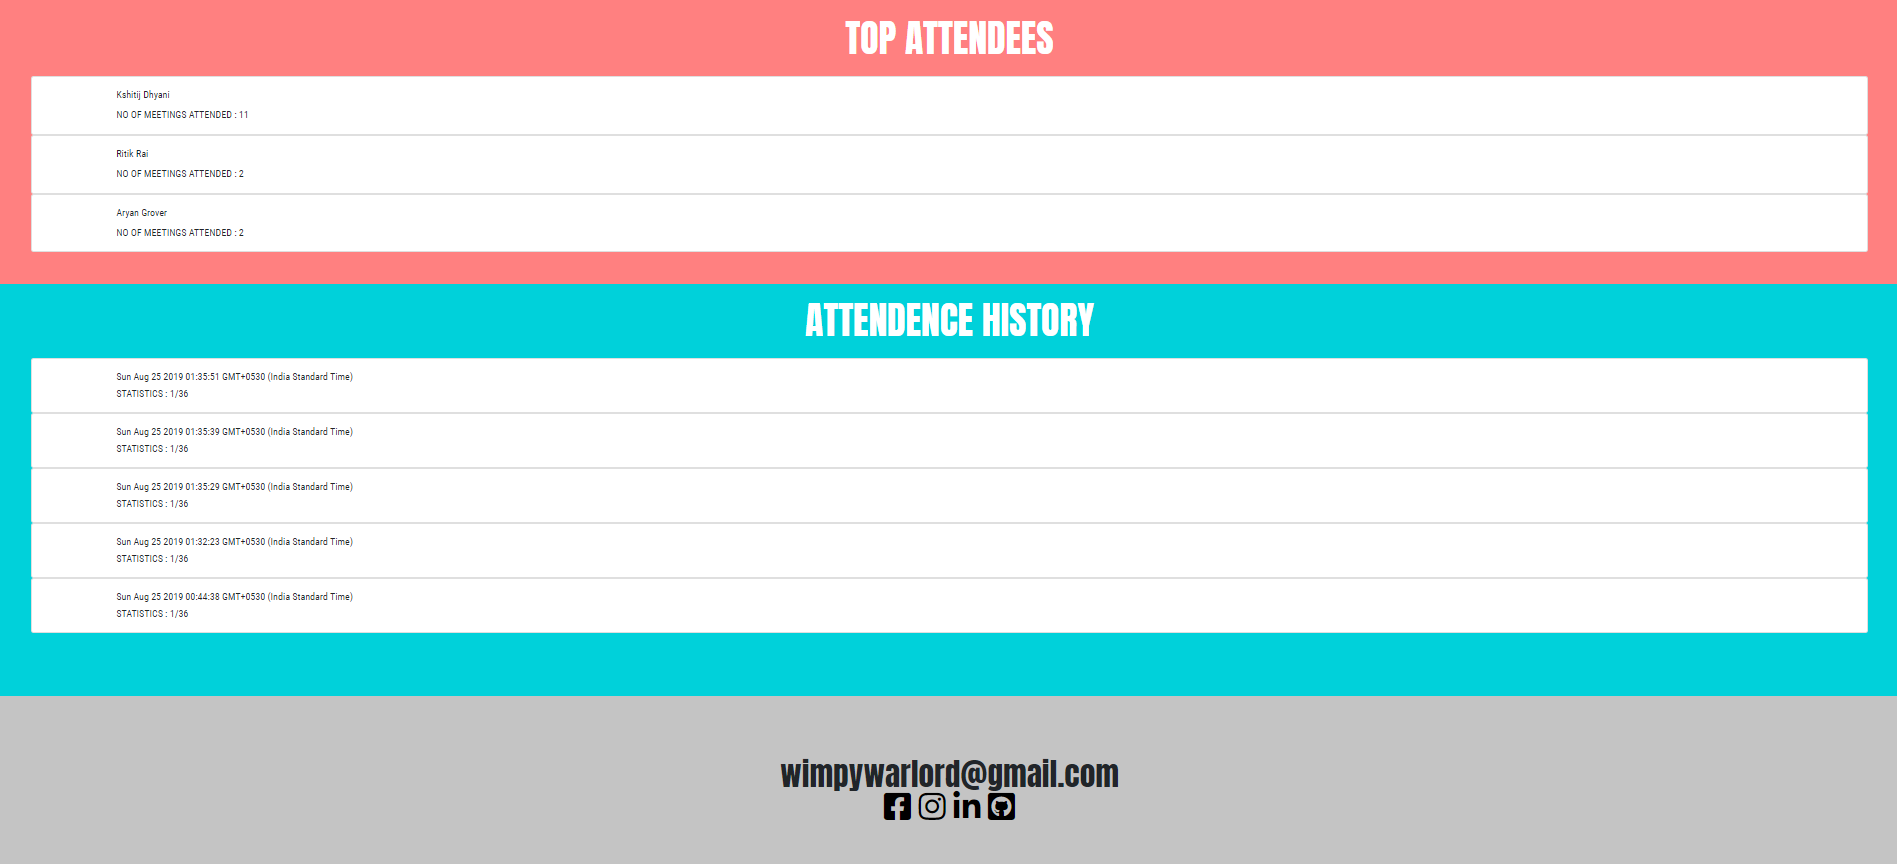 TOP ATTENDEES
Kshitij Dhyani
NO OF MEETINGS ATTENDED : 11
Ritik Rai
NO OF MEETINGS ATTENDED : 2
Aryan Grover
NO OF MEETINGS ATTENDED : 2
ATTENDENCE HISTORY
Sun Aug 25 2019 01:35:51 GMT+0530 (India Standard Time)
STATISTICS : 1/36
Sun Aug 25 2019 01:35:39 GMT+0530 (India Standard Time)
STATISTICS : 1/36
Sun Aug 25 2019 01:35:29 GMT+0530 (India Standard Time)
STATISTICS : 1/36
Sun Aug 25 2019 01:32:23 GMT+0530 (India Standard Time)
STATISTICS : 1/36
Sun Aug 25 2019 00:44:38 GMT+0530 (India Standard Time)
STATISTICS : 1/36
wimpywarlord@gmail.com